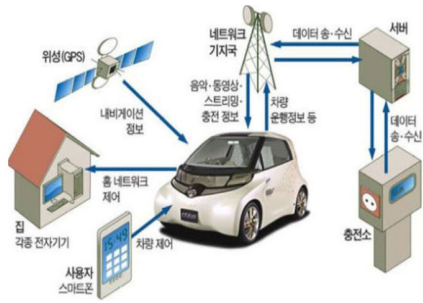 위성(GPS)
네트워크
기지국
데이터 송·수신
서버
음악·동영상·
스트리밍·
충전 정보
차량
운행정보 등
내비게이션
정보
데이터
송·수신
홈 네트워크
제어
집
각종 전자기기
15:49
차량 제어
사용자
스마트폰
충전소